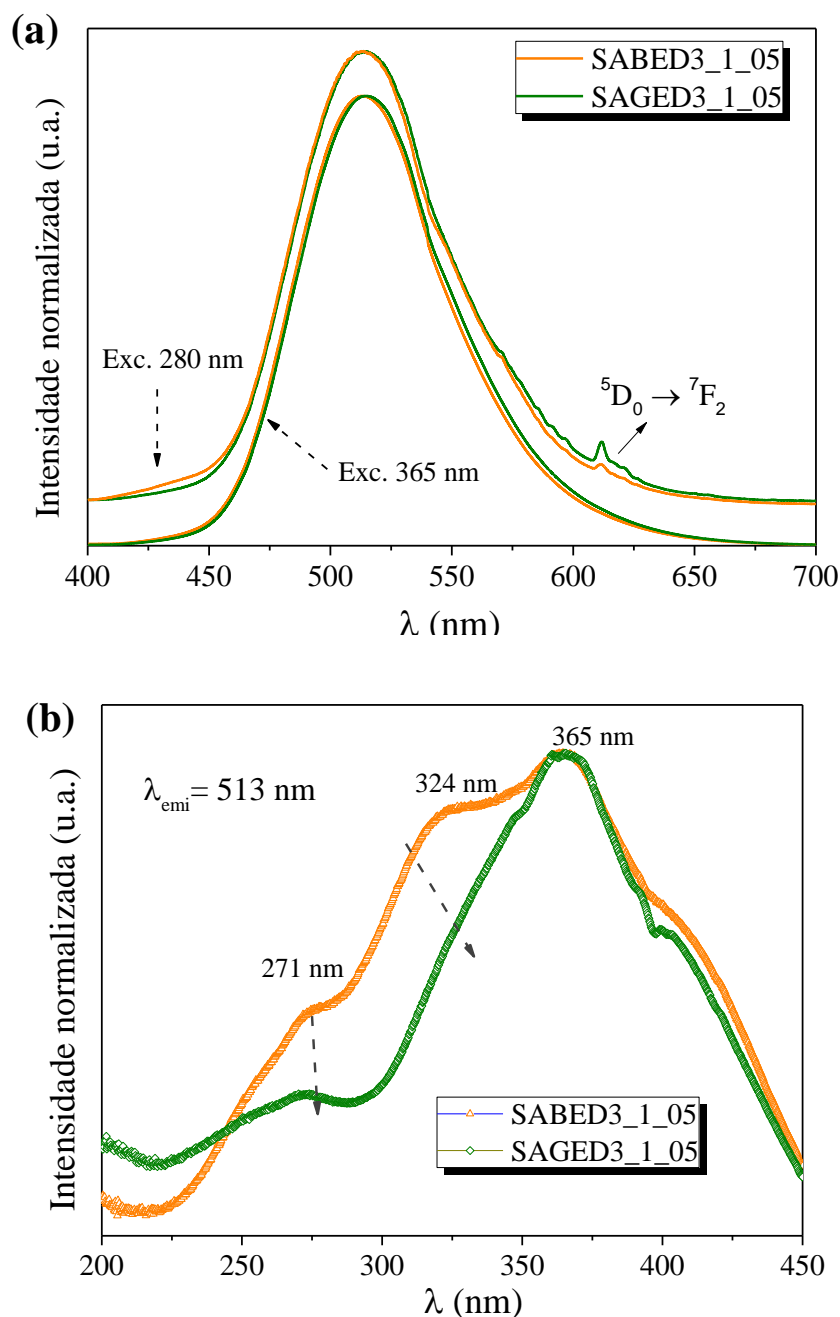 (a)
Intensidade normalizada (u.a.)
SABED3_1_05
SAGED3_1_05
Exc. 280 nm
Exc. 365 nm
⁵D₀ → ⁷F₂
400 450 500 550 600 650 700
λ (nm)
(b)
Intensidade normalizada (u.a.)
λemi= 513 nm
365 nm
324 nm
271 nm
SABED3_1_05
SAGED3_1_05
200 250 300 350 400 450
λ (nm)